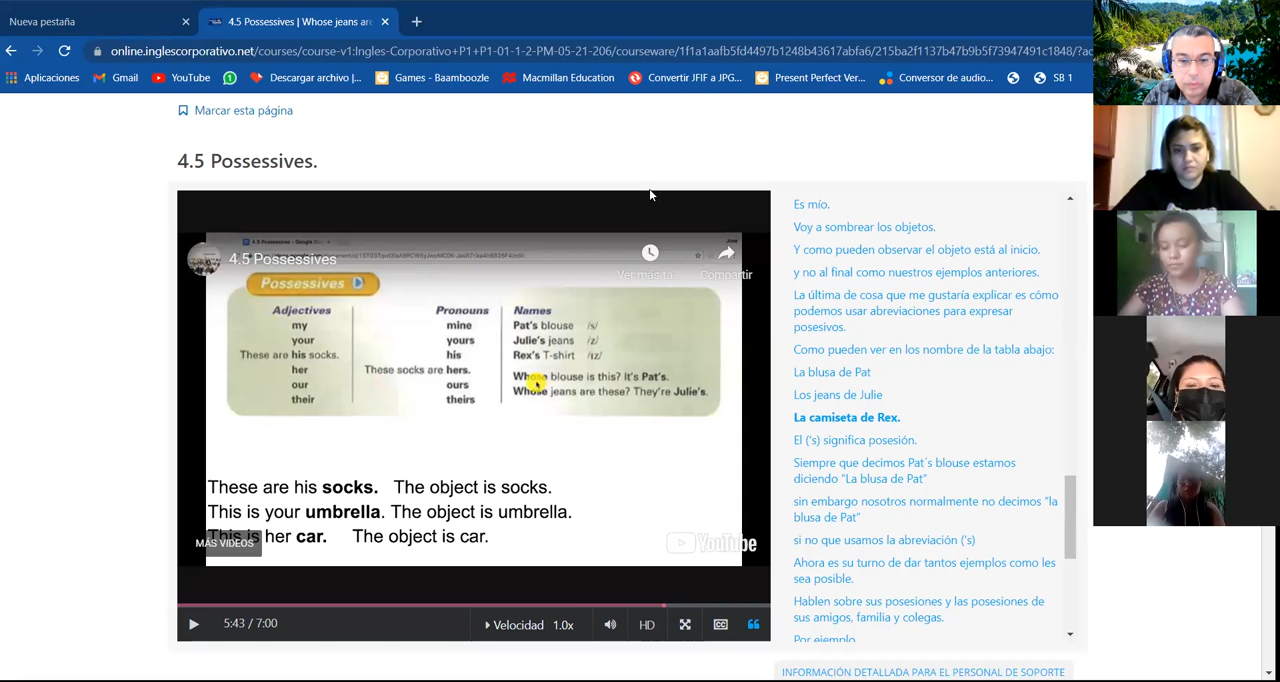 Nueva pestaña
4.5 Possessives | Whose jeans are
online.inglescorporativo.net/courses/course-v1:Ingles-Corporativo+P1+P1-01-1-2-PM-05-21-206/courseware/1f1a1aafb5fd4497b1248b43617abfa6/215ba2f1137b47b9b5f73947491c1848/?ac
Aplicaciones
Gmail
YouTube
Descargar archivo |...
Games - Baamboozle
Macmillan Education
Convertir JFIF a JPG...
Present Perfect Ver...
Conversor de audio...
SB 1
Marcar esta página
4.5 Possessives.
4.5 Possessives
Ver más ta
Compartir
Possessives
Adjectives
my
your
These are his socks.
her
our
their
Pronouns
mine
yours
his
These socks are hers.
ours
theirs
Names
Pat's blouse /s/
Julie's jeans /z/
Rex's T-shirt /ɪz/
Whose blouse is this? It's Pat's.
Whose jeans are these? They're Julie's.
These are his socks. The object is socks.
This is your umbrella. The object is umbrella.
This is her car. The object is car.
MÁS VIDEOS
YouTube
5:43 / 7:00
Velocidad 1.0x
HD
Es mío.
Voy a sombrear los objetos.
Y como pueden observar el objeto está al inicio.
y no al final como nuestros ejemplos anteriores.
La última de cosa que me gustaría explicar es cómo
podemos usar abreviaciones para expresar
posesivos.
Como pueden ver en los nombre de la tabla abajo:
La blusa de Pat
Los jeans de Julie
La camiseta de Rex.
El ('s) significa posesión.
Siempre que decimos Pat´s blouse estamos
diciendo "La blusa de Pat"
sin embargo nosotros normalmente no decimos "la
blusa de Pat"
si no que usamos la abreviación ('s)
Ahora es su turno de dar tantos ejemplos como les
sea posible.
Hablen sobre sus posesiones y las posesiones de
sus amigos, familia y colegas.
Por ejemplo
INFORMACIÓN DETALLADA PARA EL PERSONAL DE SOPORTE